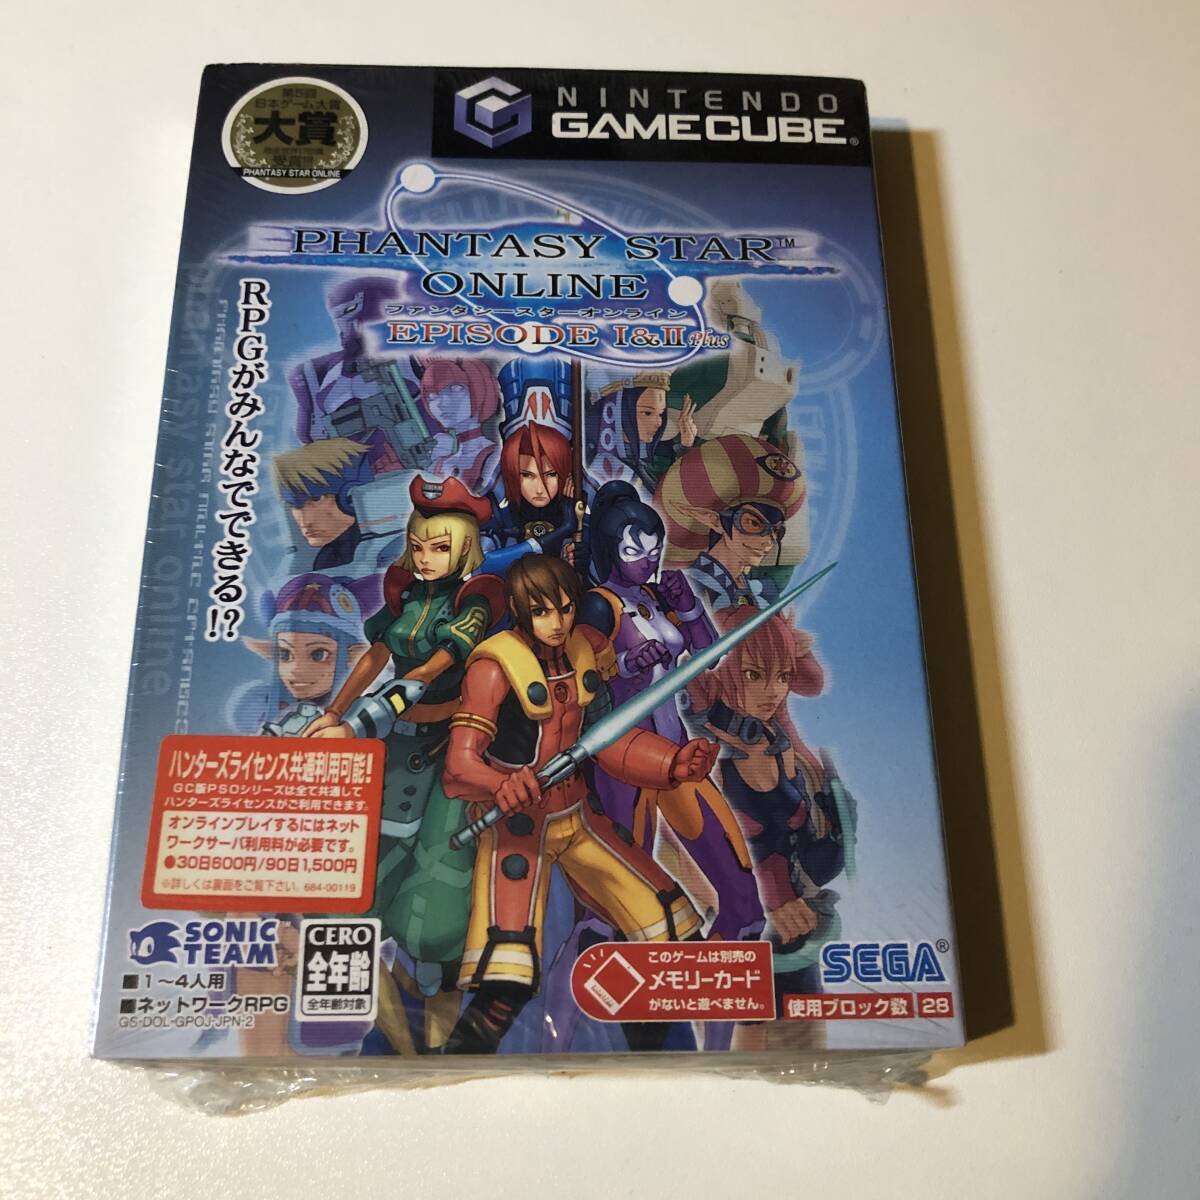 第5回
日本ゲーム大賞
大賞
受賞!!!
PHANTASY STAR ONLINE
NINTENDO
GAMECUBE®
PHANTASY STAR™
ONLINE
ファンタシースターオンライン
EPISODE I&II Plus
RPGがみんなでできる!?
phantasy star online
ハンターズライセンス共通利用可能!
GC版PSOシリーズは全て共通して
ハンターズライセンスがご利用できます。
オンラインプレイするにはネット
ワークサーバ利用料が必要です。
●30日600円/90日1,500円
※詳しくは裏面をご覧下さい。 684-00119
SONIC
TEAM™
CERO
全年齢
全年齢対象
■1~4人用
■ネットワークRPG
GS-DOL-GPOJ-JPN-2
このゲームは別売の
メモリーカード
がないと遊べません。
SEGA®
使用ブロック数 28